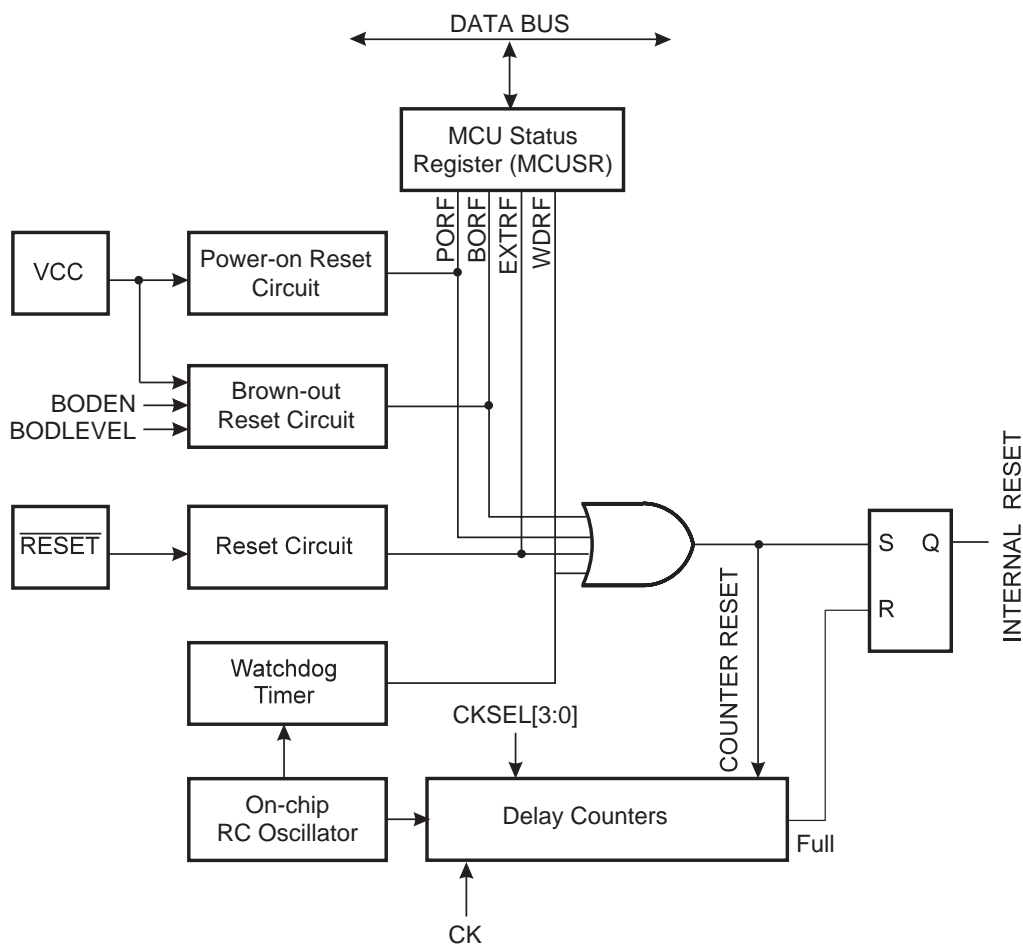 DATA BUS
MCU Status
Register (MCUSR)
PORF
BORF
EXTRF
WDRF
VCC
Power-on Reset
Circuit
Brown-out
Reset Circuit
BODEN
BODLEVEL
RESET
Reset Circuit
S
Q
R
INTERNAL RESET
COUNTER RESET
Watchdog
Timer
CKSEL[3:0]
On-chip
RC Oscillator
Delay Counters
Full
CK